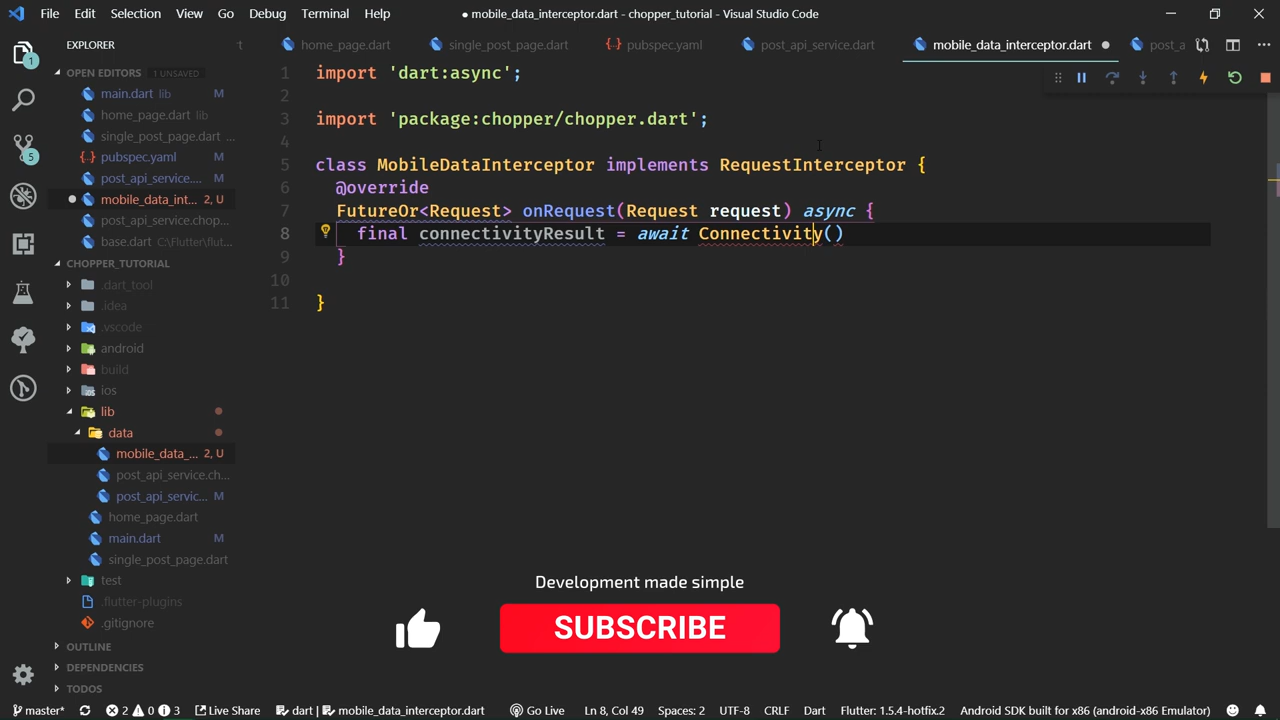 File Edit Selection View Go Debug Terminal Help
● mobile_data_interceptor.dart - chopper_tutorial - Visual Studio Code
EXPLORER
t home_page.dart single_post_page.dart pubspec.yaml post_api_service.dart mobile_data_interceptor.dart post_a
OPEN EDITORS 1 UNSAVED
main.dart lib M
home_page.dart lib
single_post_page.dart ...
pubspec.yaml M
post_api_service.... M
mobile_data_int... 2, U
post_api_service.chop...
base.dart C:\Flutter\flut...
CHOPPER_TUTORIAL
.dart_tool
.idea
.vscode
android
build
ios
lib
data
mobile_data_... 2, U
post_api_service.ch...
post_api_servic... M
home_page.dart
main.dart M
single_post_page.dart
test
.flutter-plugins
.gitignore
OUTLINE
DEPENDENCIES
TODOS
1
5
1 import 'dart:async';
2
3 import 'package:chopper/chopper.dart';
4
5 class MobileDataInterceptor implements RequestInterceptor {
6 @override
7 FutureOr<Request> onRequest(Request request) async {
8 final connectivityResult = await Connectivity()
9 }
10
11 }
Development made simple
SUBSCRIBE
master* 2 0 3 Live Share dart | mobile_data_interceptor.dart Go Live Ln 8, Col 49 Spaces: 2 UTF-8 CRLF Dart Flutter: 1.5.4-hotfix.2 Android SDK built for x86 (android-x86 Emulator)